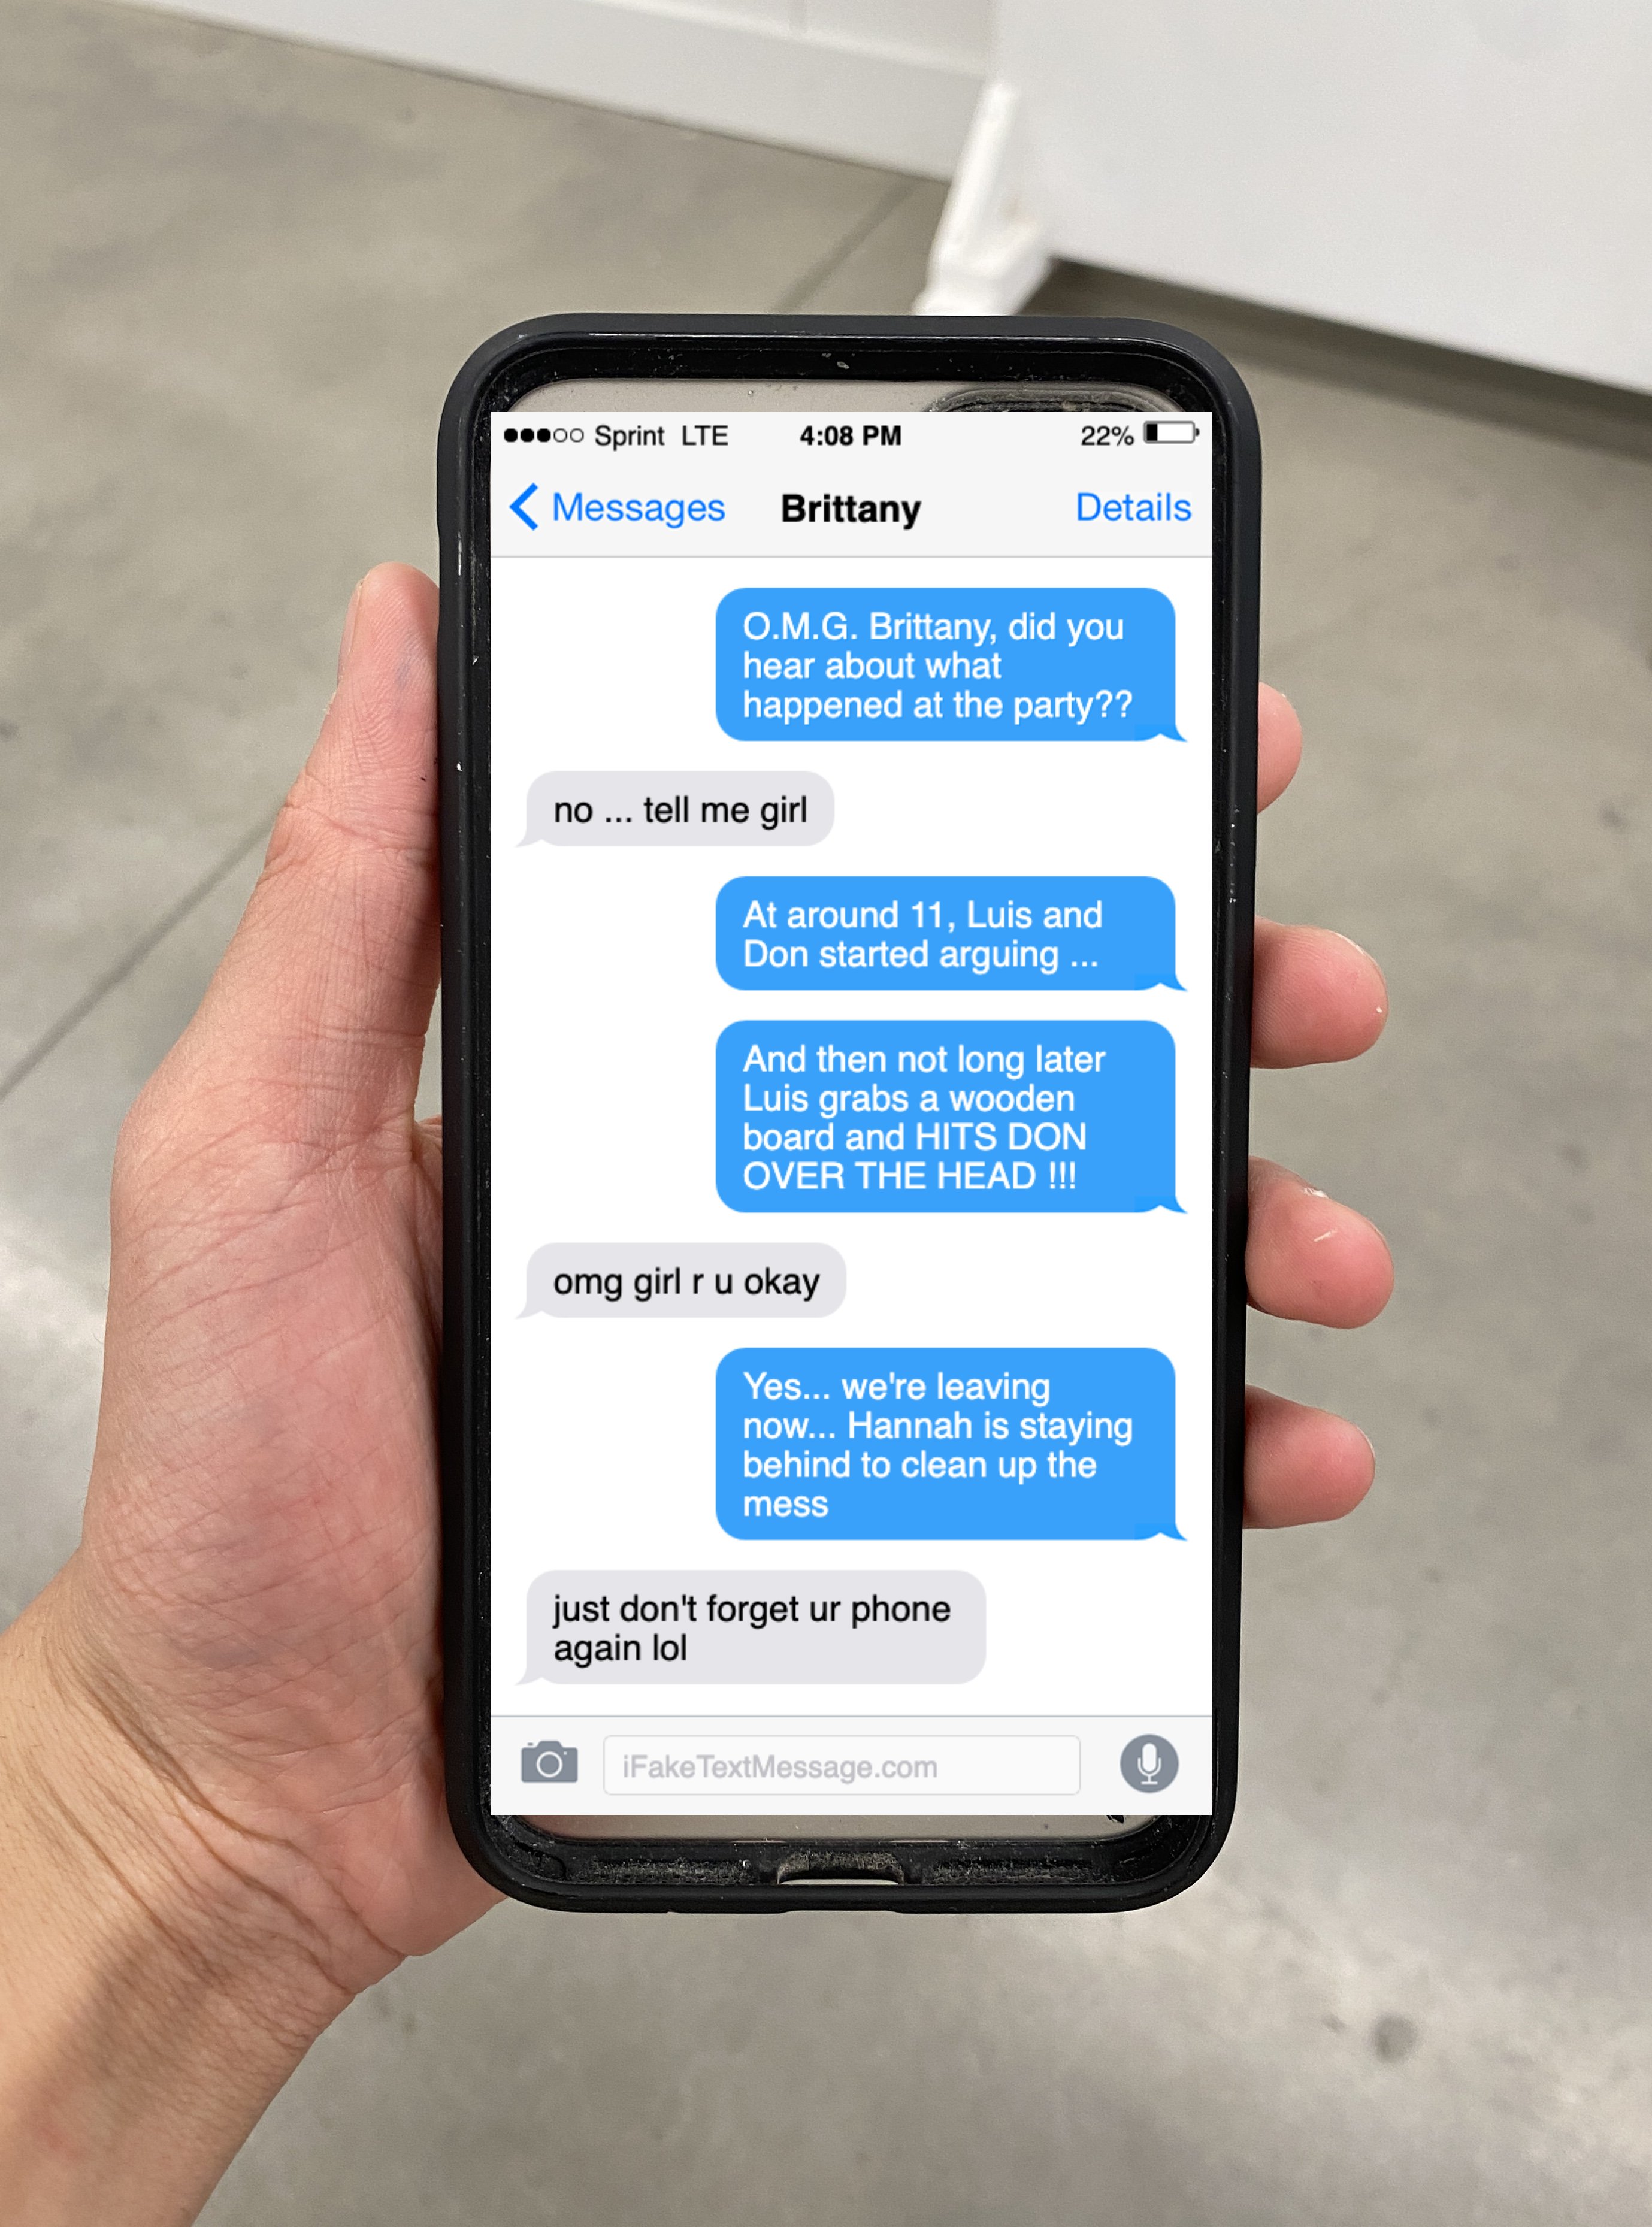 Sprint LTE 4:08 PM 22%
Messages Brittany Details
O.M.G. Brittany, did you
hear about what
happened at the party??
no ... tell me girl
At around 11, Luis and
Don started arguing ...
And then not long later
Luis grabs a wooden
board and HITS DON
OVER THE HEAD !!!
omg girl r u okay
Yes... we're leaving
now... Hannah is staying
behind to clean up the
mess
just don't forget ur phone
again lol
iFakeTextMessage.com